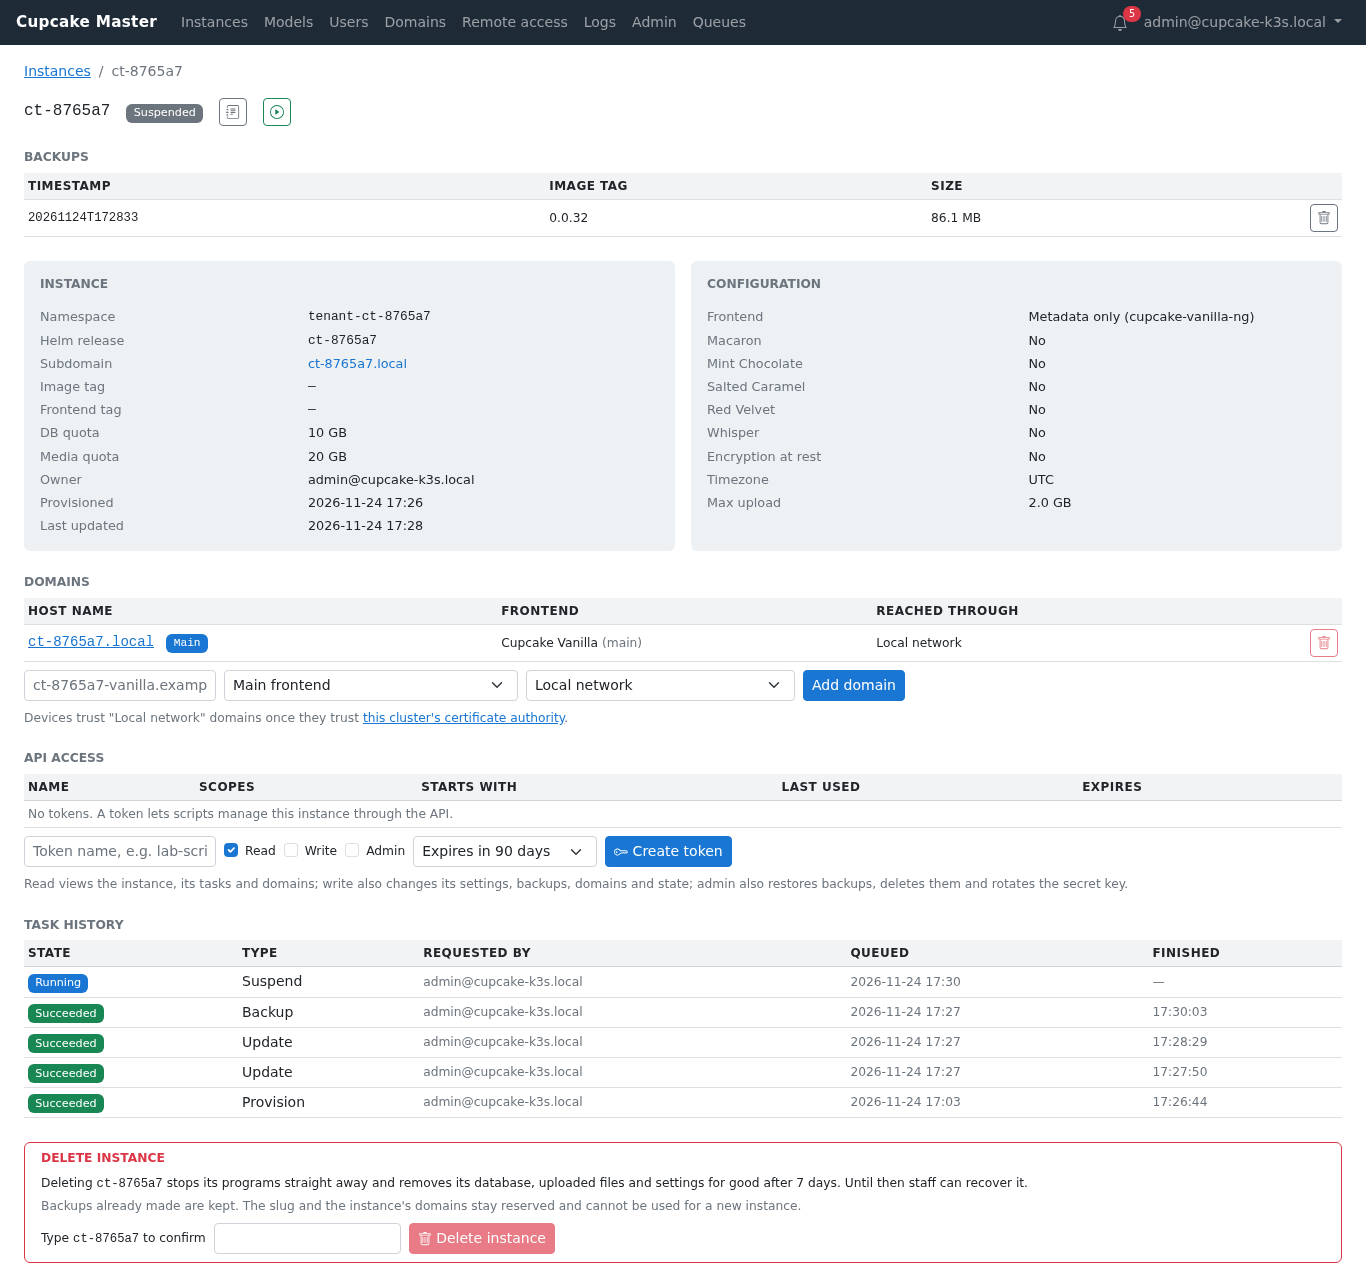 Cupcake Master Instances Models Users Domains Remote access Logs Admin Queues 5 admin@cupcake-k3s.local
Instances / ct-8765a7
ct-8765a7 Suspended
BACKUPS
TIMESTAMP IMAGE TAG SIZE
20261124T172833 0.0.32 86.1 MB
INSTANCE
Namespace tenant-ct-8765a7
Helm release ct-8765a7
Subdomain ct-8765a7.local
Image tag —
Frontend tag —
DB quota 10 GB
Media quota 20 GB
Owner admin@cupcake-k3s.local
Provisioned 2026-11-24 17:26
Last updated 2026-11-24 17:28
CONFIGURATION
Frontend Metadata only (cupcake-vanilla-ng)
Macaron No
Mint Chocolate No
Salted Caramel No
Red Velvet No
Whisper No
Encryption at rest No
Timezone UTC
Max upload 2.0 GB
DOMAINS
HOST NAME FRONTEND REACHED THROUGH
ct-8765a7.local Main Cupcake Vanilla (main) Local network
ct-8765a7-vanilla.examp Main frontend Local network Add domain
Devices trust "Local network" domains once they trust this cluster's certificate authority.
API ACCESS
NAME SCOPES STARTS WITH LAST USED EXPIRES
No tokens. A token lets scripts manage this instance through the API.
Token name, e.g. lab-scri Read Write Admin Expires in 90 days Create token
Read views the instance, its tasks and domains; write also changes its settings, backups, domains and state; admin also restores backups, deletes them and rotates the secret key.
TASK HISTORY
STATE TYPE REQUESTED BY QUEUED FINISHED
Running Suspend admin@cupcake-k3s.local 2026-11-24 17:30 —
Succeeded Backup admin@cupcake-k3s.local 2026-11-24 17:27 17:30:03
Succeeded Update admin@cupcake-k3s.local 2026-11-24 17:27 17:28:29
Succeeded Update admin@cupcake-k3s.local 2026-11-24 17:27 17:27:50
Succeeded Provision admin@cupcake-k3s.local 2026-11-24 17:03 17:26:44
DELETE INSTANCE
Deleting ct-8765a7 stops its programs straight away and removes its database, uploaded files and settings for good after 7 days. Until then staff can recover it.
Backups already made are kept. The slug and the instance's domains stay reserved and cannot be used for a new instance.
Type ct-8765a7 to confirm Delete instance